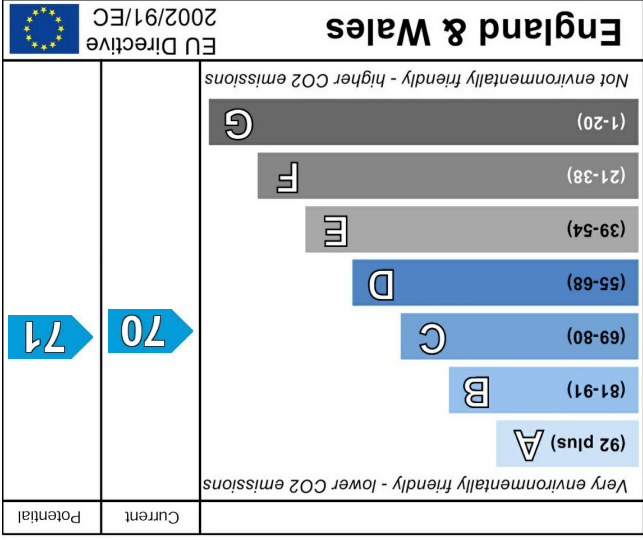 Current Potential
Very environmentally friendly - lower CO2 emissions
(92 plus) A
(81-91) B
(69-80) C
(55-68) D
(39-54) E
(21-38) F
(1-20) G
70 71
Not environmentally friendly - higher CO2 emissions
England & Wales
EU Directive
2002/91/EC